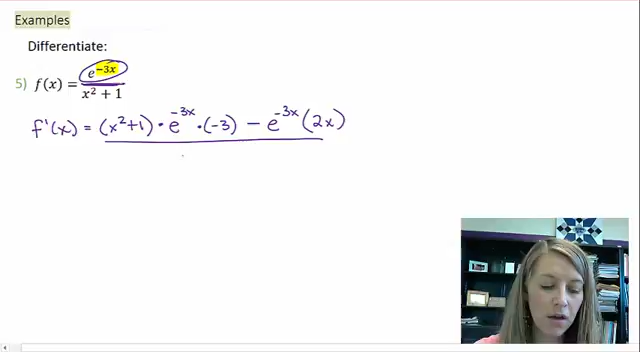 Examples
Differentiate:
5) f(x) = e^{-3x} / (x² + 1)
f'(x) = (x²+1) · e^{-3x} · (-3) - e^{-3x} (2x)